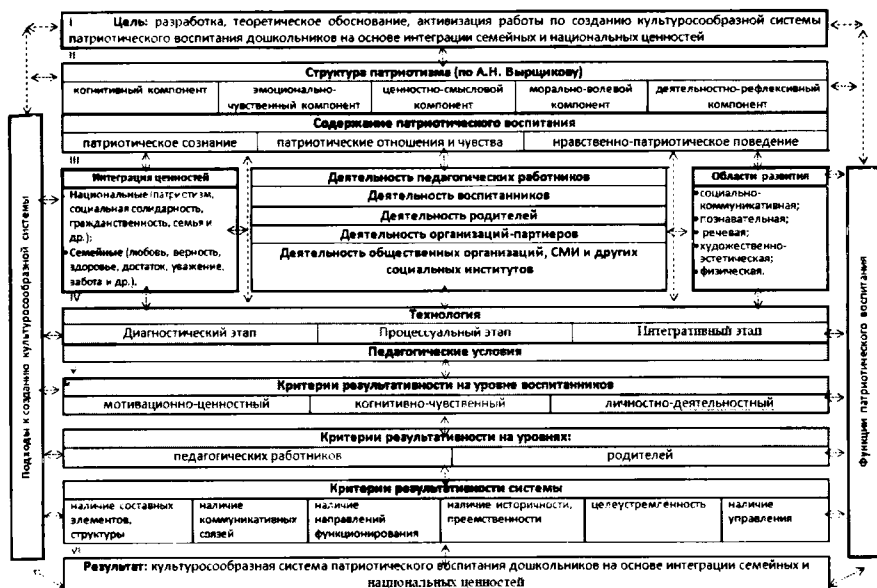 I Цель: разработка, теоретическое обоснование, активизация работы по созданию культуросообразной системы
патриотического воспитания дошкольников на основе интеграции семейных и национальных ценностей
II
Структура патриотизма (по А.Н. Вырщикову)
когнитивный компонент
эмоционально-
чувственный компонент
ценностно-смысловой
компонент
морально-волевой
компонент
деятельностно-рефлексивный
компонент
Содержание патриотического воспитания
патриотическое сознание
патриотические отношения и чувства
нравственно-патриотическое поведение
III
Интеграция ценностей
Национальные (патриотизм,
социальная солидарность,
гражданственность, семья и
др.);
Семейные (любовь, верность,
здоровье, достаток, уважение,
забота и др.).
Деятельность педагогических работников
Деятельность воспитанников
Деятельность родителей
Деятельность организаций-партнеров
Деятельность общественных организаций, СМИ и других
социальных институтов
Области развития
социально-
коммуникативная;
познавательная;
речевая;
художественно-
эстетическая;
физическая.
IV
Технология
Диагностический этап
Процессуальный этап
Интегративный этап
Педагогические условия
V
Критерии результативности на уровне воспитанников
мотивационно-ценностный
когнитивно-чувственный
личностно-деятельностный
Критерии результативности на уровнях:
педагогических работников
родителей
Критерии результативности системы
наличие составных
элементов,
структуры
наличие
коммуникативных
связей
наличие
направлений
функционирования
наличие историчности,
преемственности
целеустремленность
наличие
управления
VI
Результат: культуросообразная система патриотического воспитания дошкольников на основе интеграции семейных и
национальных ценностей
Подходы к созданию культуросообразной системы
Функции патриотического воспитания